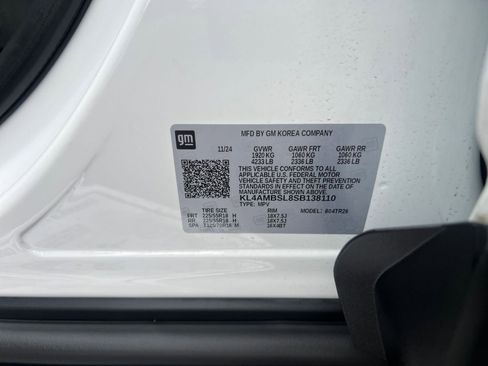 gm
MFD BY GM KOREA COMPANY
11/24 GVWR GAWR FRT GAWR RR
1920 KG 1060 KG 1060 KG
4233 LB 2336 LB 2336 LB
THIS VEHICLE CONFORMS TO ALL
APPLICABLE U.S. FEDERAL MOTOR
VEHICLE SAFETY AND THEFT PREVENTION
STANDARDS IN EFFECT ON THE DATE OF
MANUFACTURE SHOWN ABOVE.
KL4AMBSL8SB138110
TYPE: MPV
TIRE SIZE RIM MODEL:
FRT 225/55R18 H 18X7.5J
RR 225/55R18 H 18X7.5J
SPA T125/70R16 M 16X4BT